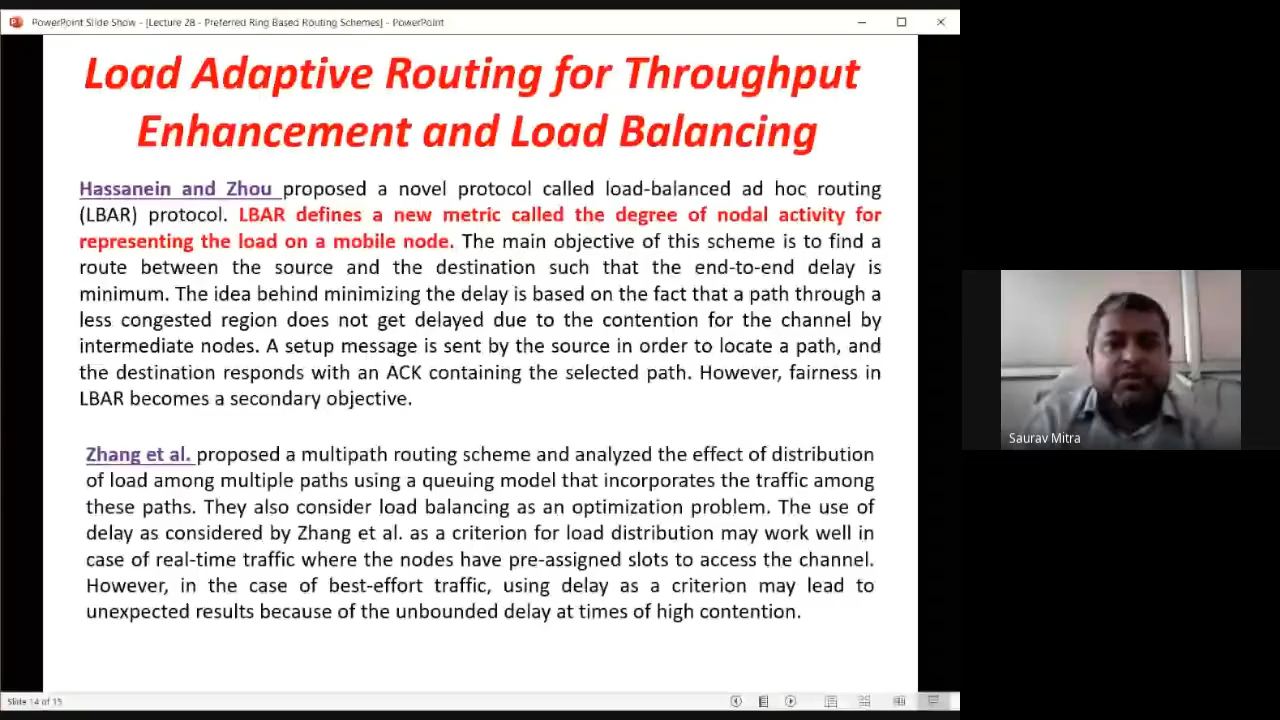 PowerPoint Slide Show - [Lecture 28 - Preferred Ring Based Routing Schemes] - PowerPoint
Load Adaptive Routing for Throughput
Enhancement and Load Balancing
Hassanein and Zhou proposed a novel protocol called load-balanced ad hoc routing
(LBAR) protocol. LBAR defines a new metric called the degree of nodal activity for
representing the load on a mobile node. The main objective of this scheme is to find a
route between the source and the destination such that the end-to-end delay is
minimum. The idea behind minimizing the delay is based on the fact that a path through a
less congested region does not get delayed due to the contention for the channel by
intermediate nodes. A setup message is sent by the source in order to locate a path, and
the destination responds with an ACK containing the selected path. However, fairness in
LBAR becomes a secondary objective.
Zhang et al. proposed a multipath routing scheme and analyzed the effect of distribution
of load among multiple paths using a queuing model that incorporates the traffic among
these paths. They also consider load balancing as an optimization problem. The use of
delay as considered by Zhang et al. as a criterion for load distribution may work well in
case of real-time traffic where the nodes have pre-assigned slots to access the channel.
However, in the case of best-effort traffic, using delay as a criterion may lead to
unexpected results because of the unbounded delay at times of high contention.
Saurav Mitra
Slide 14 of 15